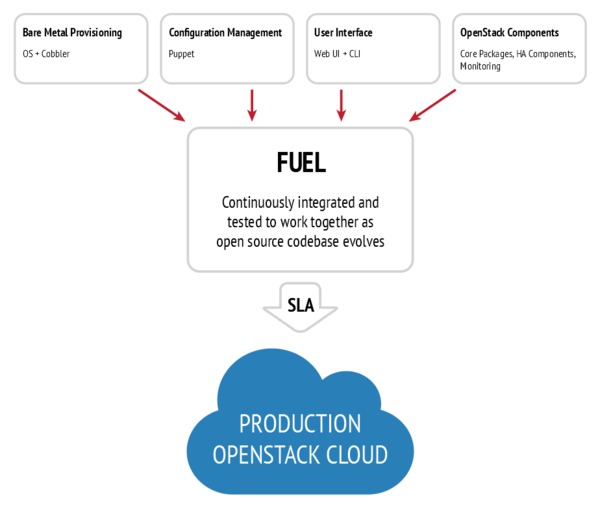 Bare Metal Provisioning
OS + Cobbler
Configuration Management
Puppet
User Interface
Web UI + CLI
OpenStack Components
Core Packages, HA Components,
Monitoring
FUEL
Continuously integrated and
tested to work together as
open source codebase evolves
SLA
PRODUCTION
OPENSTACK CLOUD